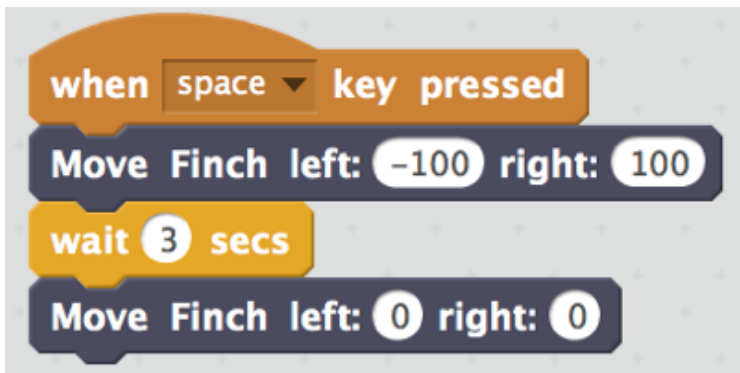 when space key pressed
Move Finch left: -100 right: 100
wait 3 secs
Move Finch left: 0 right: 0